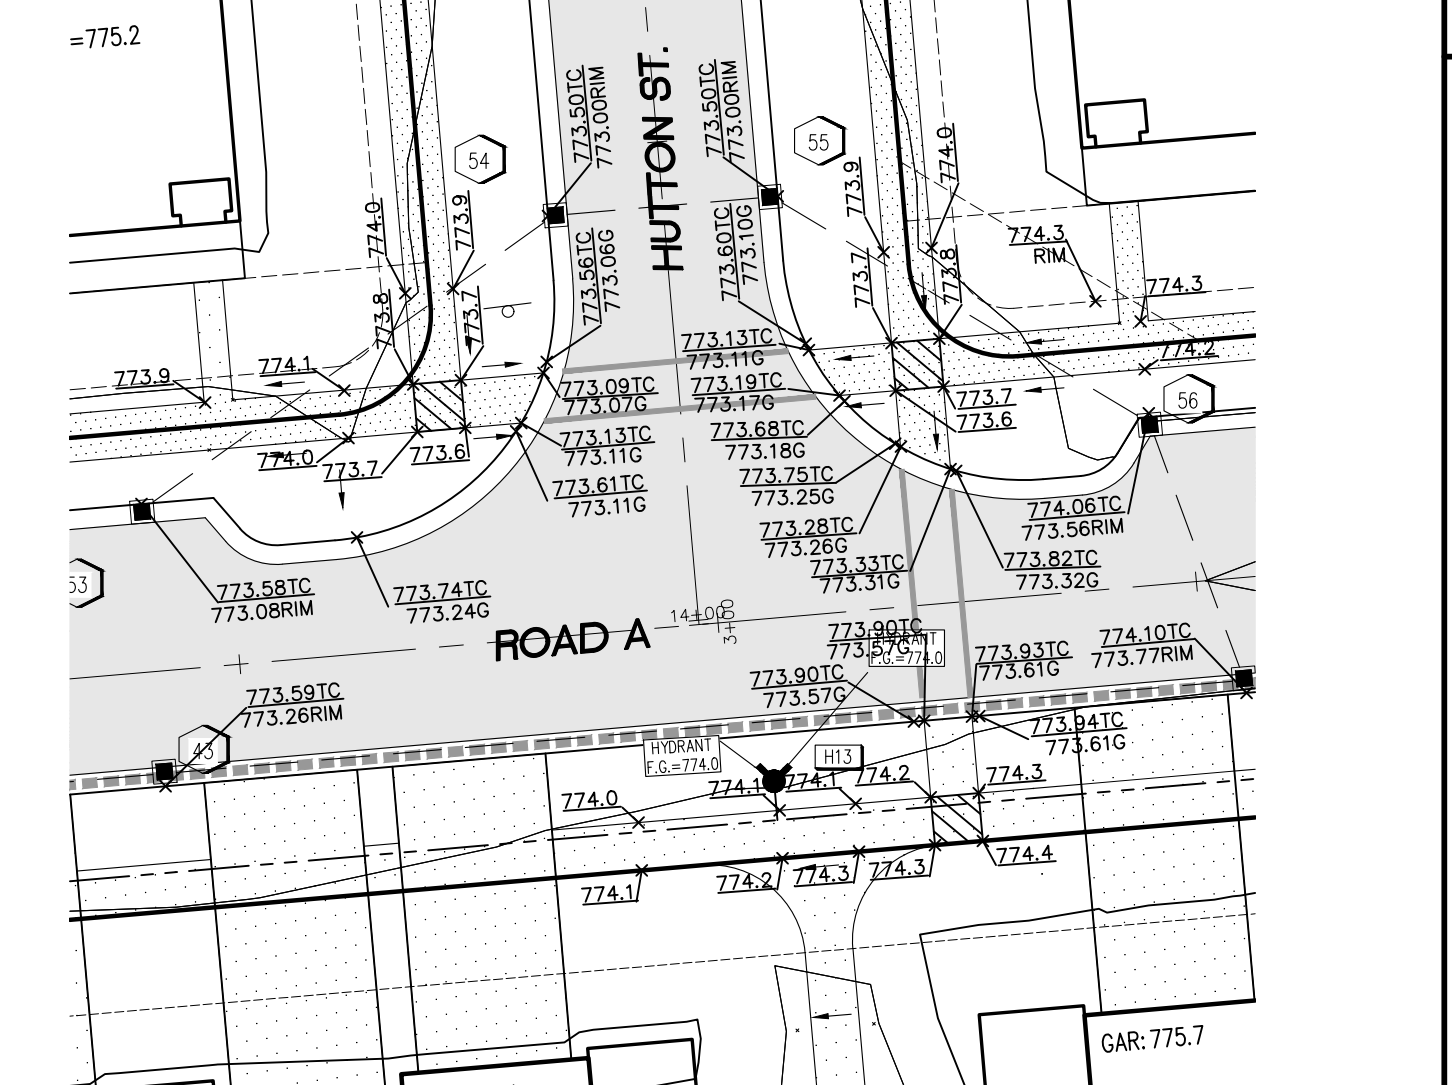 =775.2
HUTTON ST.
773.50TC
773.00RIM
773.50TC
773.00RIM
54
55
774.0
773.9
773.9
774.0
773.56TC
773.06G
773.60TC
773.10G
774.3
RIM
773.8
773.7
773.7
773.8
774.3
773.9
774.1
773.13TC
773.11G
774.2
773.09TC
773.07G
773.19TC
773.17G
773.7
773.6
56
774.0
773.7
773.6
773.13TC
773.11G
773.68TC
773.18G
773.61TC
773.11G
773.75TC
773.25G
774.06TC
773.56RIM
773.28TC
773.26G
773.33TC
773.31G
773.82TC
773.32G
53
773.58TC
773.08RIM
773.74TC
773.24G
14+00
3+00
ROAD A
773.90TC
773.57G
HYDRANT
F.G.=774.0
773.93TC
773.61G
774.10TC
773.77RIM
773.90TC
773.57G
773.59TC
773.26RIM
43
773.94TC
773.61G
HYDRANT
F.G.=774.0
H13
774.0
774.1
774.1
774.2
774.3
774.1
774.2
774.3
774.3
774.4
GAR: 775.7